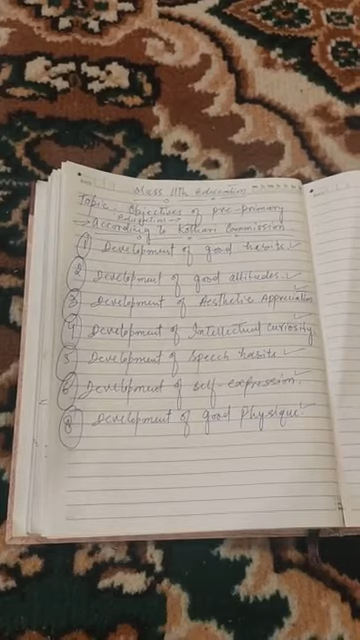 Class 11th Education
Topic: Objectives of pre-primary
education →
→ According to Kothari Commission
1 Development of good habits ✓
2 Development of good attitudes. ✓
3 Development of Aesthetic Appreciation
4 Development of Intellectual curiosity
5 Development of Speech habits ✓
6 Development of self-expression. ✓
8 Development of good Physique ✓